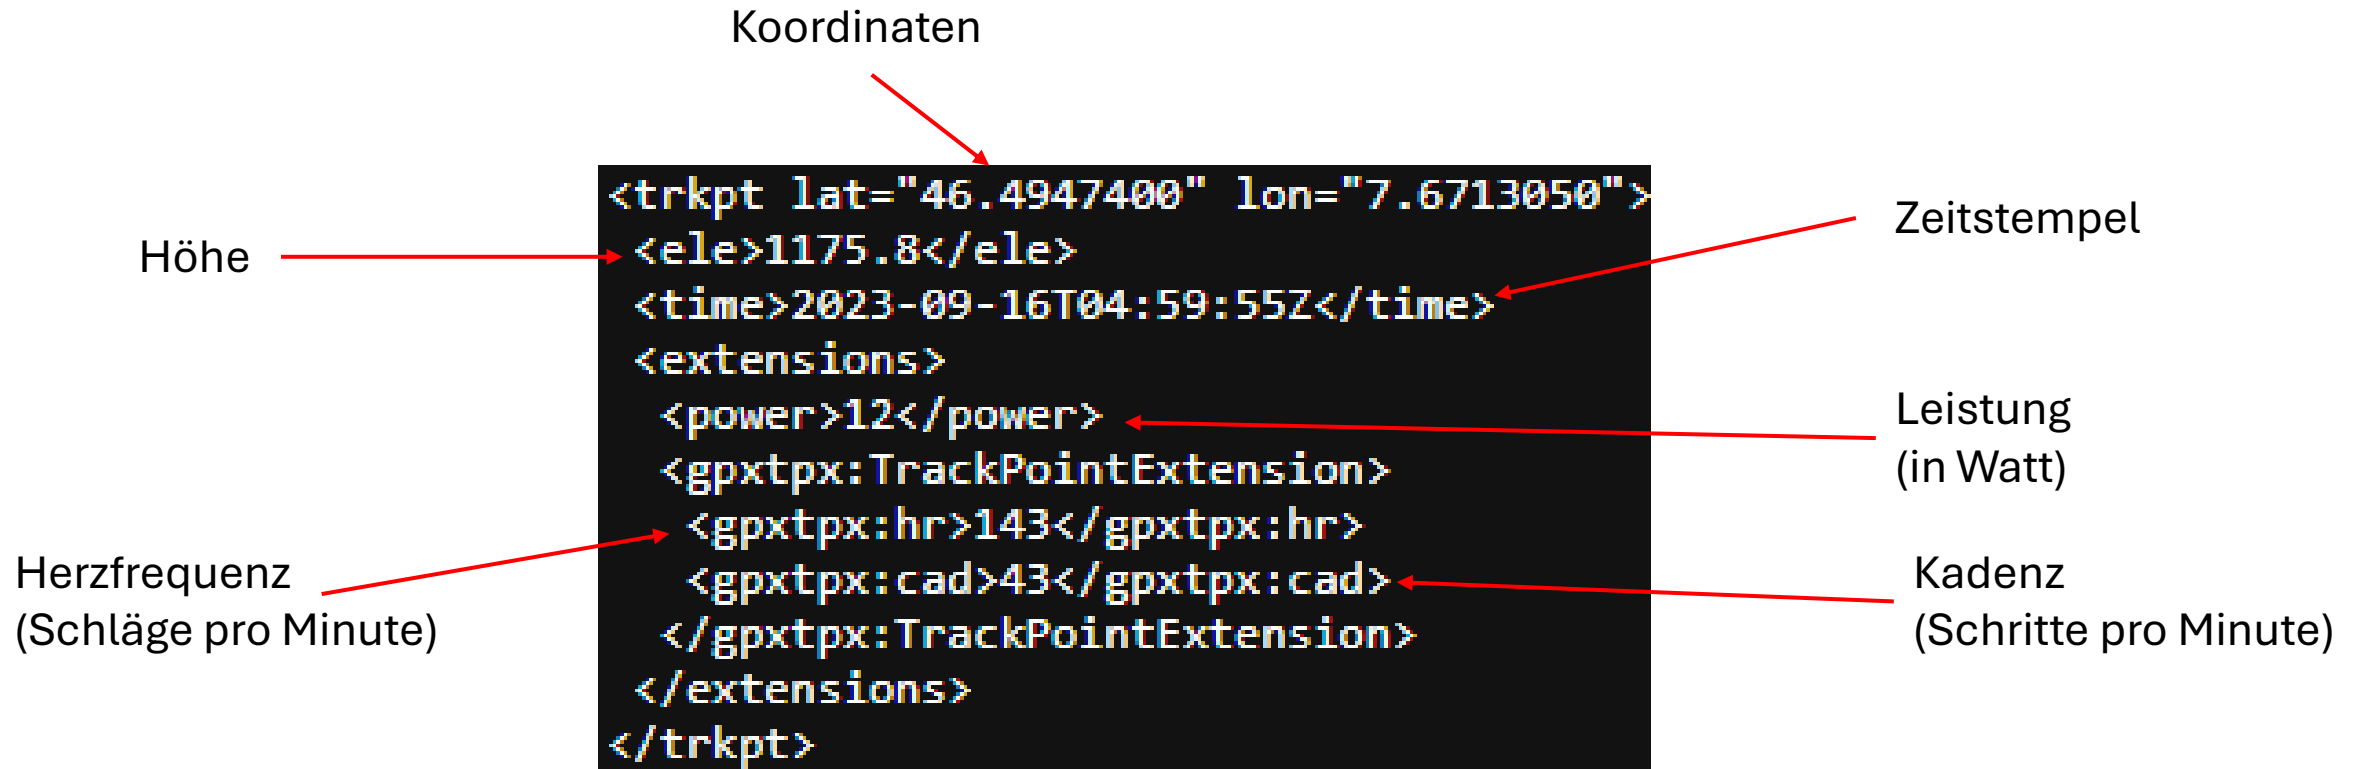 Koordinaten
<trkpt lat="46.4947400" lon="7.6713050">
Zeitstempel
Höhe
<ele>1175.8</ele>
<time>2023-09-16T04:59:55Z</time>
<extensions>
Leistung
(in Watt)
<power>12</power>
<gpxtpx:TrackPointExtension>
<gpxtpx:hr>143</gpxtpx:hr>
Herzfrequenz
(Schläge pro Minute)
<gpxtpx:cad>43</gpxtpx:cad>
Kadenz
(Schritte pro Minute)
</gpxtpx:TrackPointExtension>
</extensions>
</trkpt>